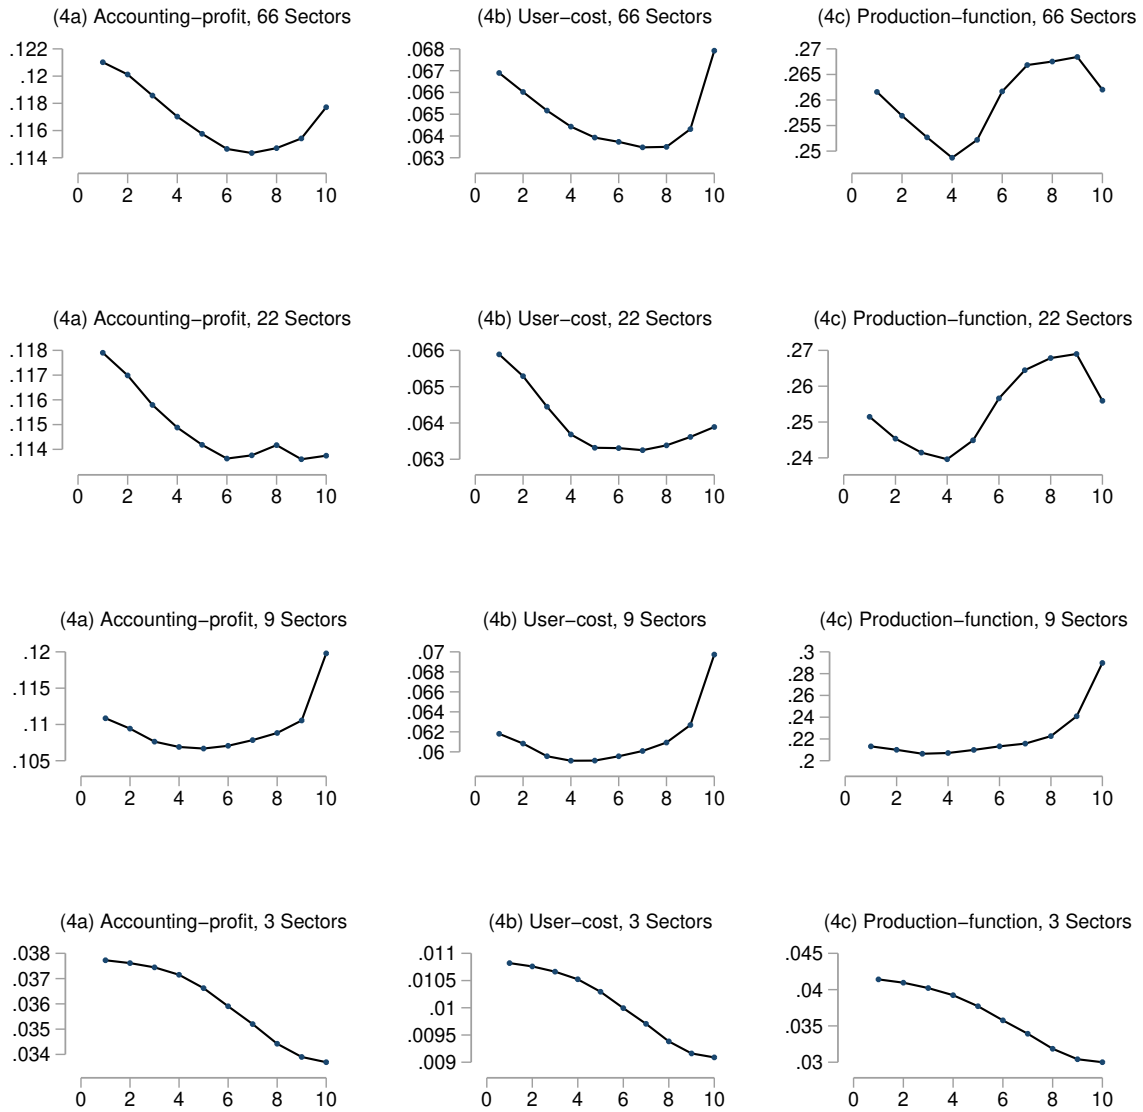 (4a) Accounting−profit, 66 Sectors
.122
.12
.118
.116
.114
0 2 4 6 8 10
(4b) User−cost, 66 Sectors
.068
.067
.066
.065
.064
.063
0 2 4 6 8 10
(4c) Production−function, 66 Sectors
.27
.265
.26
.255
.25
0 2 4 6 8 10
(4a) Accounting−profit, 22 Sectors
.118
.117
.116
.115
.114
0 2 4 6 8 10
(4b) User−cost, 22 Sectors
.066
.065
.064
.063
0 2 4 6 8 10
(4c) Production−function, 22 Sectors
.27
.26
.25
.24
0 2 4 6 8 10
(4a) Accounting−profit, 9 Sectors
.12
.115
.11
.105
0 2 4 6 8 10
(4b) User−cost, 9 Sectors
.07
.068
.066
.064
.062
.06
0 2 4 6 8 10
(4c) Production−function, 9 Sectors
.3
.28
.26
.24
.22
.2
0 2 4 6 8 10
(4a) Accounting−profit, 3 Sectors
.038
.037
.036
.035
.034
0 2 4 6 8 10
(4b) User−cost, 3 Sectors
.011
.0105
.01
.0095
.009
0 2 4 6 8 10
(4c) Production−function, 3 Sectors
.045
.04
.035
.03
0 2 4 6 8 10